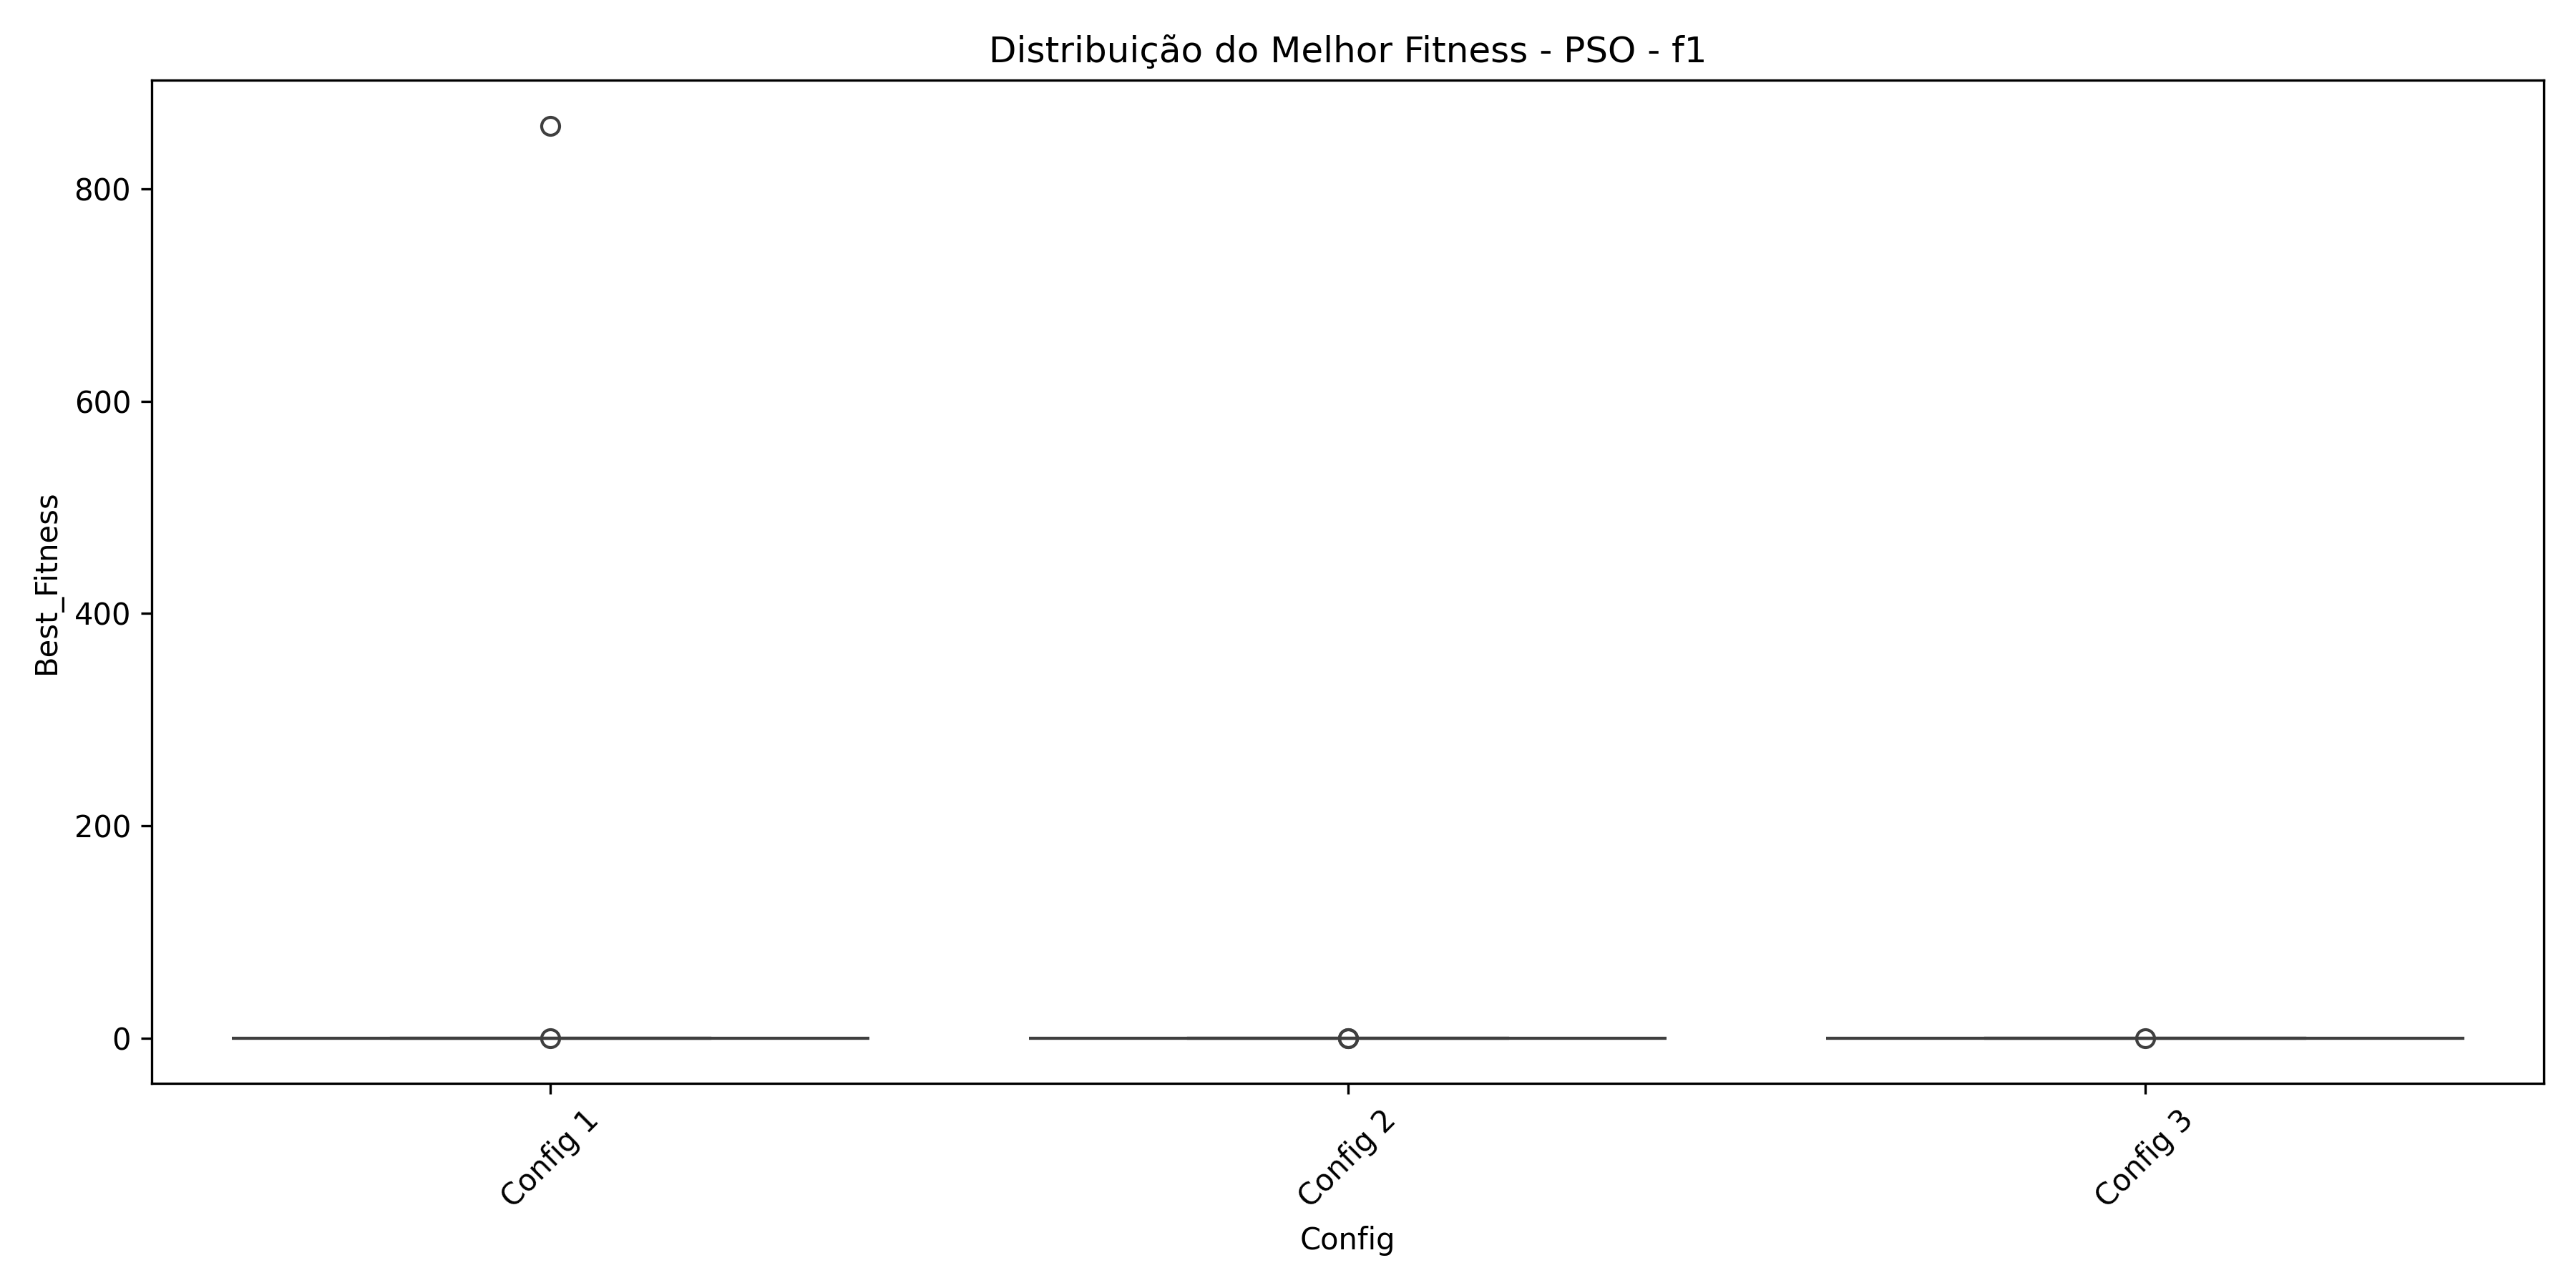 Distribuição do Melhor Fitness - PSO - f1
Best_Fitness
800
600
400
200
0
Config 1
Config 2
Config 3
Config